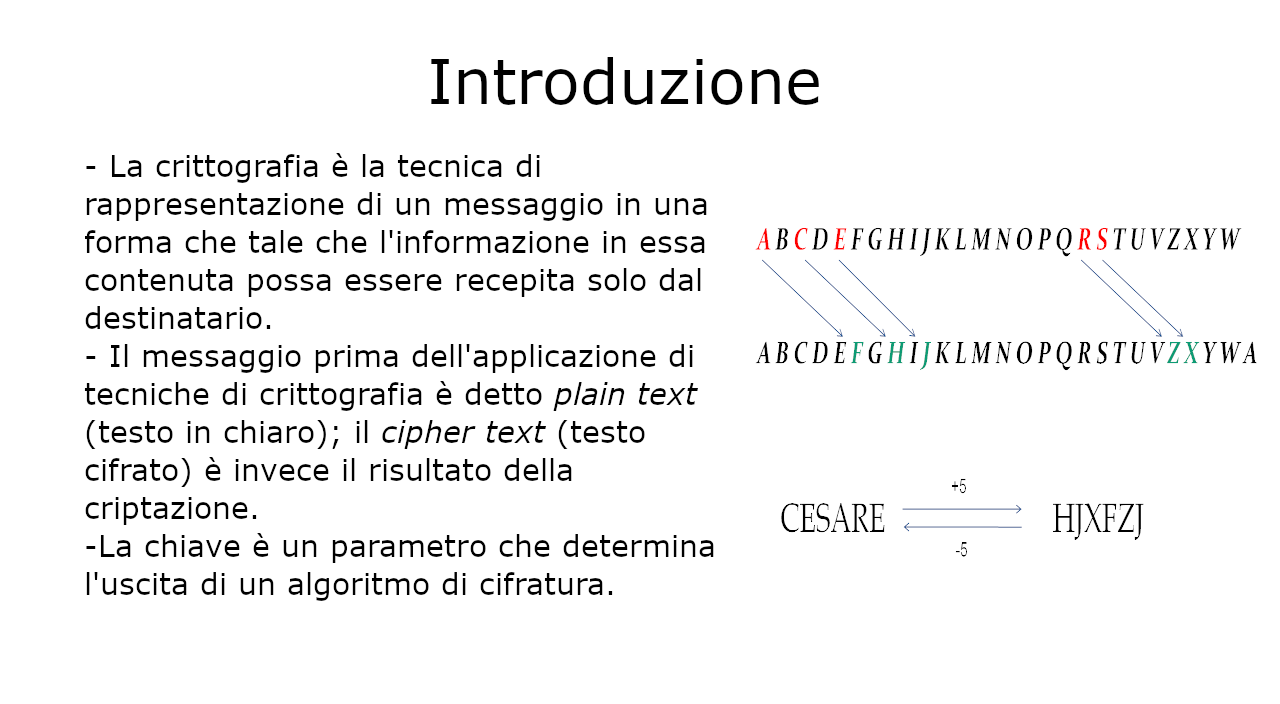 Introduzione
- La crittografia è la tecnica di
rappresentazione di un messaggio in una
forma che tale che l'informazione in essa
contenuta possa essere recepita solo dal
destinatario.
- Il messaggio prima dell'applicazione di
tecniche di crittografia è detto plain text
(testo in chiaro); il cipher text (testo
cifrato) è invece il risultato della
criptazione.
-La chiave è un parametro che determina
l'uscita di un algoritmo di cifratura.
A B C D E F G H I J K L M N O P Q R S T U V Z X Y W
A B C D E F G H I J K L M N O P Q R S T U V Z X Y W A
+5
CESARE HJXFZJ
-5